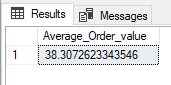 Results Messages
Average_Order_value
1 38.3072623343546